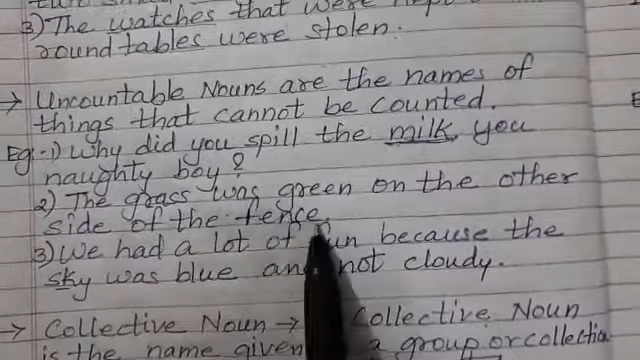 3) The watches that were kept
round tables were stolen.
→ Uncountable Nouns are the names of
things that cannot be counted.
Eg:-1) Why did you spill the milk, you
naughty boy?
2) The grass was green on the other
side of the fence.
3) We had a lot of fun because the
sky was blue and not cloudy.
→ Collective Noun → Collective Noun
is the name given a group or collection